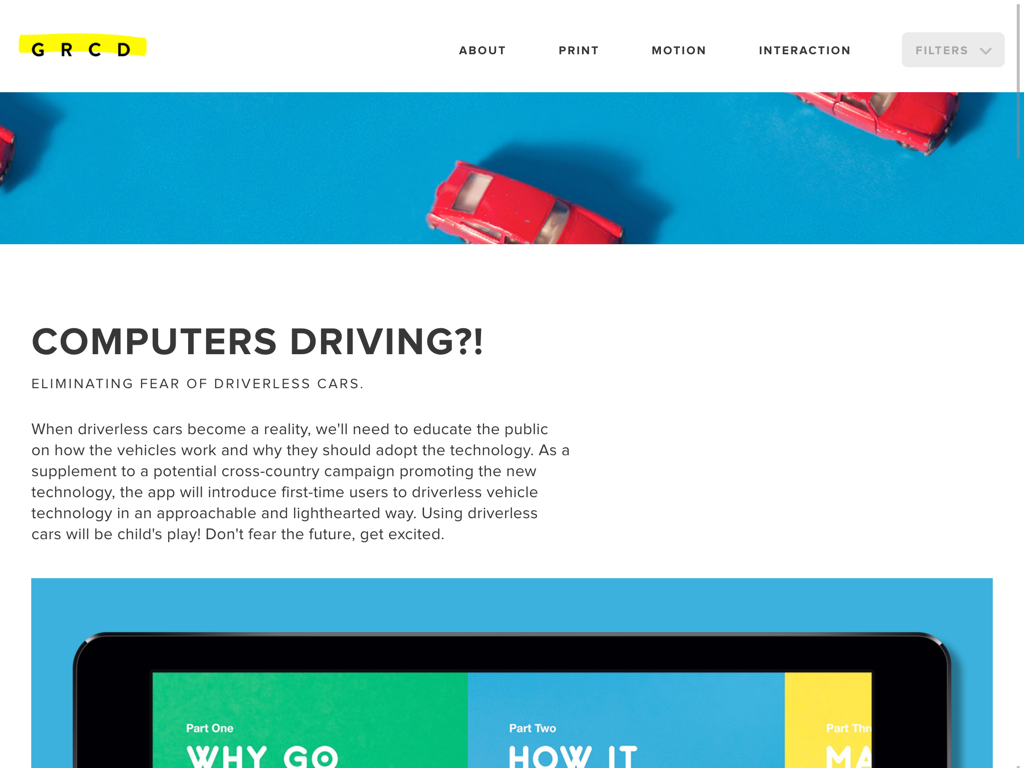 G R C D
ABOUT PRINT MOTION INTERACTION FILTERS
COMPUTERS DRIVING?!
ELIMINATING FEAR OF DRIVERLESS CARS.
When driverless cars become a reality, we'll need to educate the public
on how the vehicles work and why they should adopt the technology. As a
supplement to a potential cross-country campaign promoting the new
technology, the app will introduce first-time users to driverless vehicle
technology in an approachable and lighthearted way. Using driverless
cars will be child's play! Don't fear the future, get excited.
Part One
WHY GO
Part Two
HOW IT
Part Thr
MA